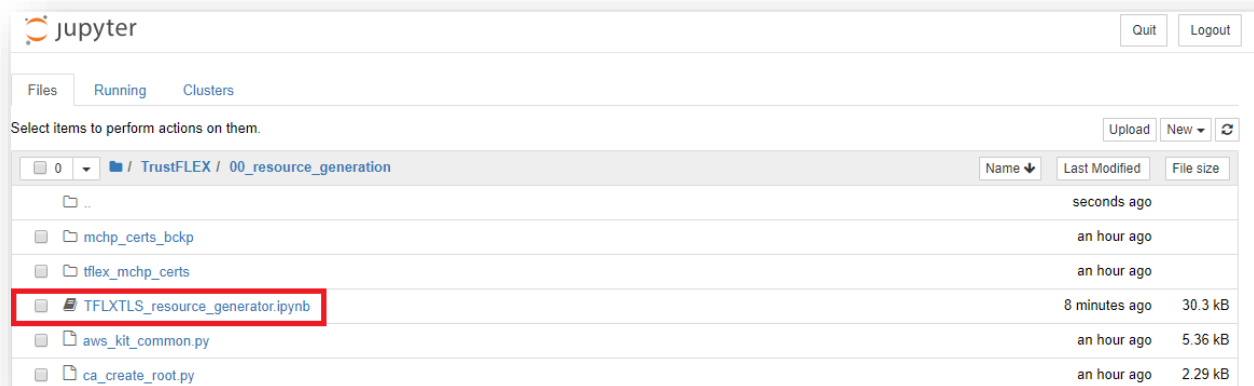 jupyter Quit Logout
Files Running Clusters
Select items to perform actions on them. Upload New
0 / TrustFLEX / 00_resource_generation Name Last Modified File size
.. seconds ago
mchp_certs_bckp an hour ago
tflex_mchp_certs an hour ago
TFLXTLS_resource_generator.ipynb 8 minutes ago 30.3 kB
aws_kit_common.py an hour ago 5.36 kB
ca_create_root.py an hour ago 2.29 kB